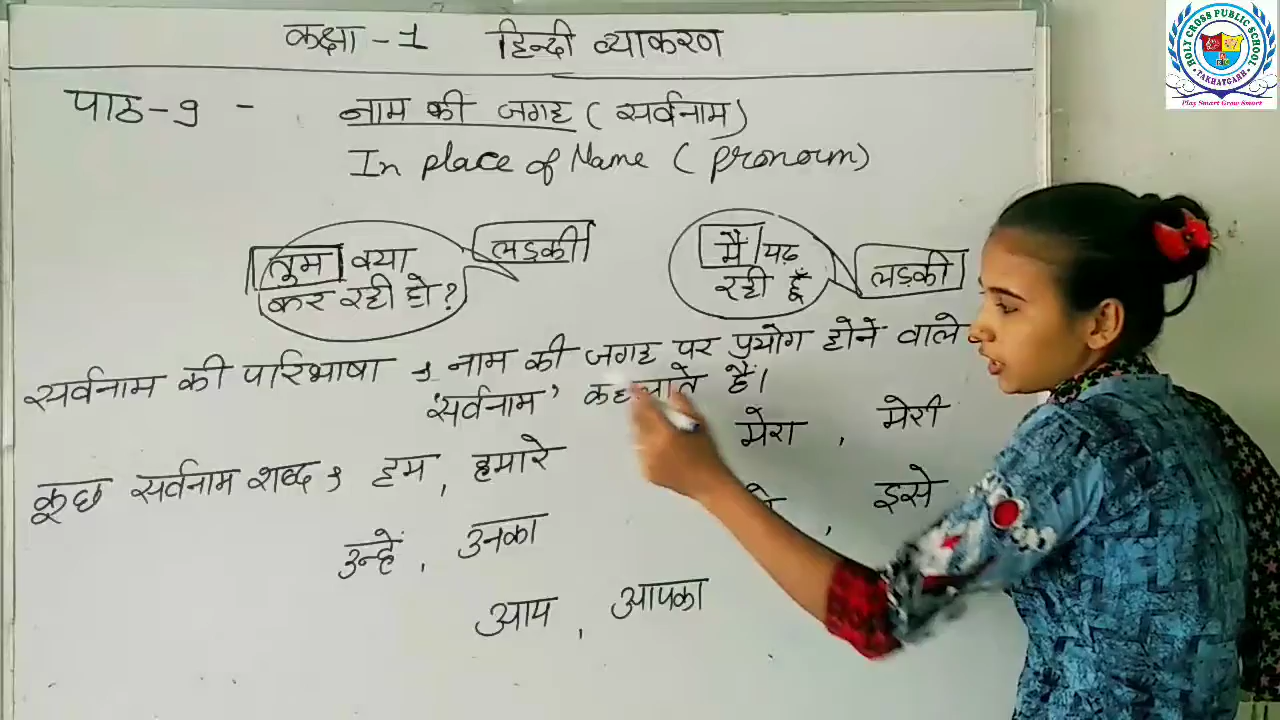 कक्षा - 1 हिन्दी व्याकरण
HOLY CROSS PUBLIC SCHOOL
TAKHATGARH
Play Smart Grow Smart
पाठ - 9 - नाम की जगह (सर्वनाम)
In place of Name (pronoun)
तुम क्या
कर रही हो?
लड़की
मैं पढ़
रही हूँ
लड़की
सर्वनाम की परिभाषा :- नाम की जगह पर प्रयोग होने वाले
'सर्वनाम' कहलाते हैं।
कुछ सर्वनाम शब्द :- हम, हमारे मेरा, मेरी
उन्हें, उनका , इसे
आप, आपका